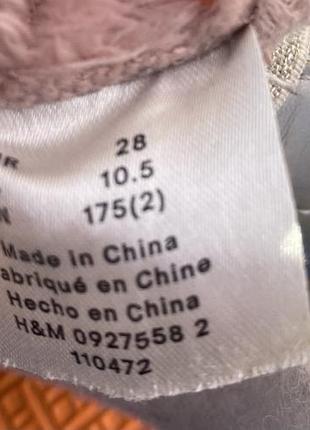 28
10.5
175(2)
Made in China
abriqué en Chine
Hecho en China
H&M 0927558 2
110472